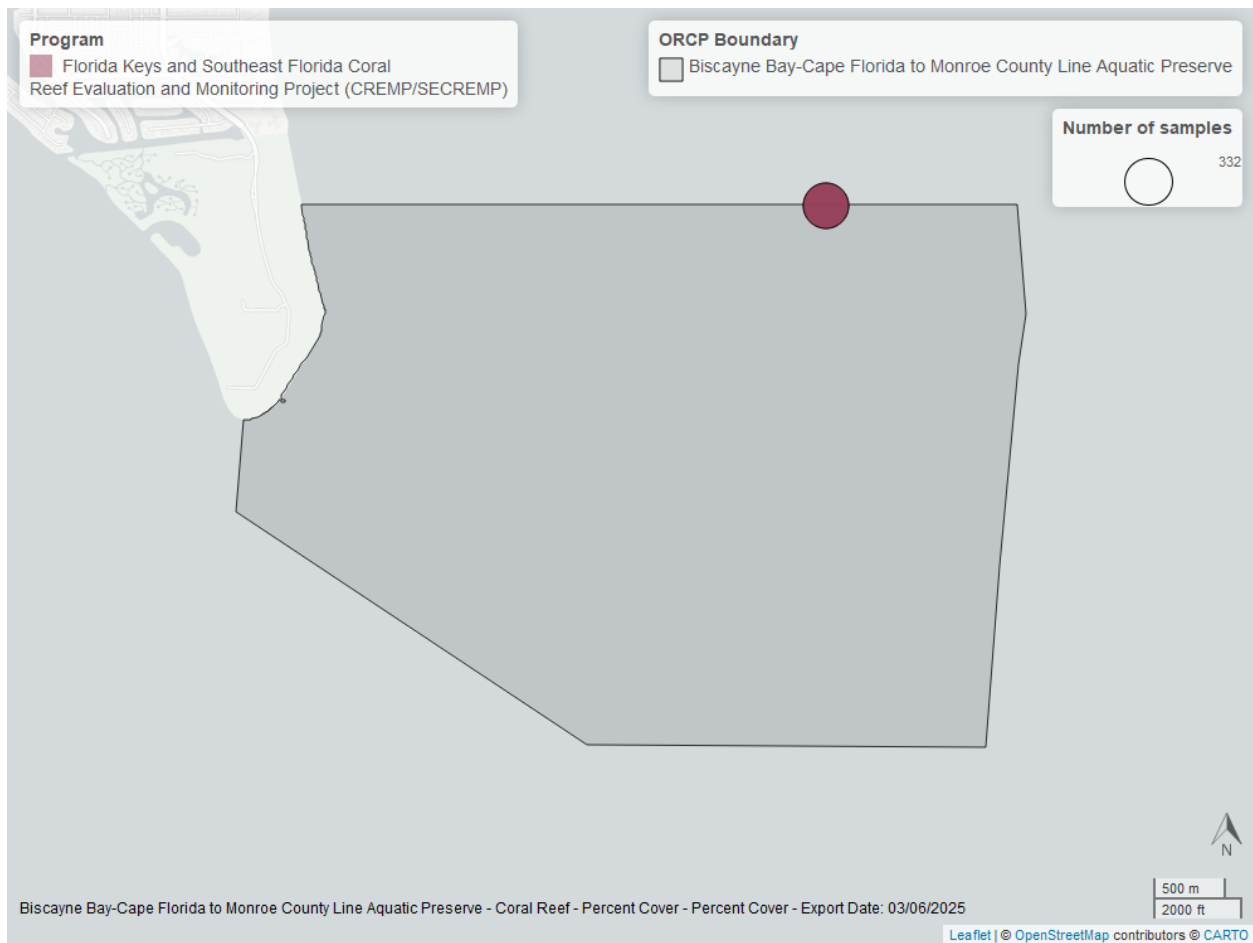 Program
Florida Keys and Southeast Florida Coral
Reef Evaluation and Monitoring Project (CREMP/SECREMP)
ORCP Boundary
Biscayne Bay-Cape Florida to Monroe County Line Aquatic Preserve
Number of samples
332
N
500 m
2000 ft
Biscayne Bay-Cape Florida to Monroe County Line Aquatic Preserve - Coral Reef - Percent Cover - Percent Cover - Export Date: 03/06/2025
Leaflet | © OpenStreetMap contributors © CARTO